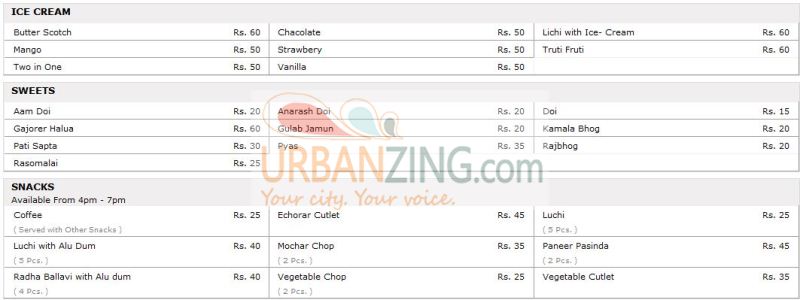 ICE CREAM
Butter Scotch Rs. 60 Chacolate Rs. 50 Lichi with Ice- Cream Rs. 60
Mango Rs. 50 Strawbery Rs. 50 Truti Fruti Rs. 60
Two in One Rs. 50 Vanilla Rs. 50
SWEETS
Aam Doi Rs. 20 Anarash Doi Rs. 20 Doi Rs. 15
Gajorer Halua Rs. 60 Gulab Jamun Rs. 20 Kamala Bhog Rs. 20
Pati Sapta Rs. 30 Pyas Rs. 35 Rajbhog Rs. 20
Rasomalai Rs. 25
URBANZING.com
Your city. Your voice.
SNACKS
Available From 4pm - 7pm
Coffee Rs. 25 Echorar Cutlet Rs. 45 Luchi Rs. 25
( Served with Other Snacks ) ( 5 Pcs. )
Luchi with Alu Dum Rs. 40 Mochar Chop Rs. 35 Paneer Pasinda Rs. 45
( 5 Pcs. ) ( 2 Pcs. ) ( 2 Pcs. )
Radha Ballavi with Alu dum Rs. 40 Vegetable Chop Rs. 25 Vegetable Cutlet Rs. 35
( 4 Pcs. ) ( 2 Pcs. )